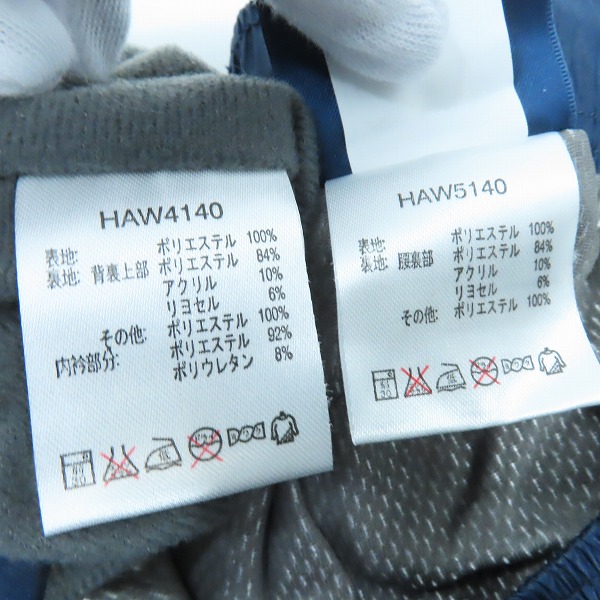 HAW4140
表地: ポリエステル 100%
裏地: 背裏上部 ポリエステル 84%
アクリル 10%
リヨセル 6%
その他: ポリエステル 100%
内衿部分: ポリエステル 92%
ポリウレタン 8%
HAW5140
表地: ポリエステル 100%
裏地: 腰裏部 ポリエステル 84%
アクリル 10%
リヨセル 6%
その他: ポリエステル 100%